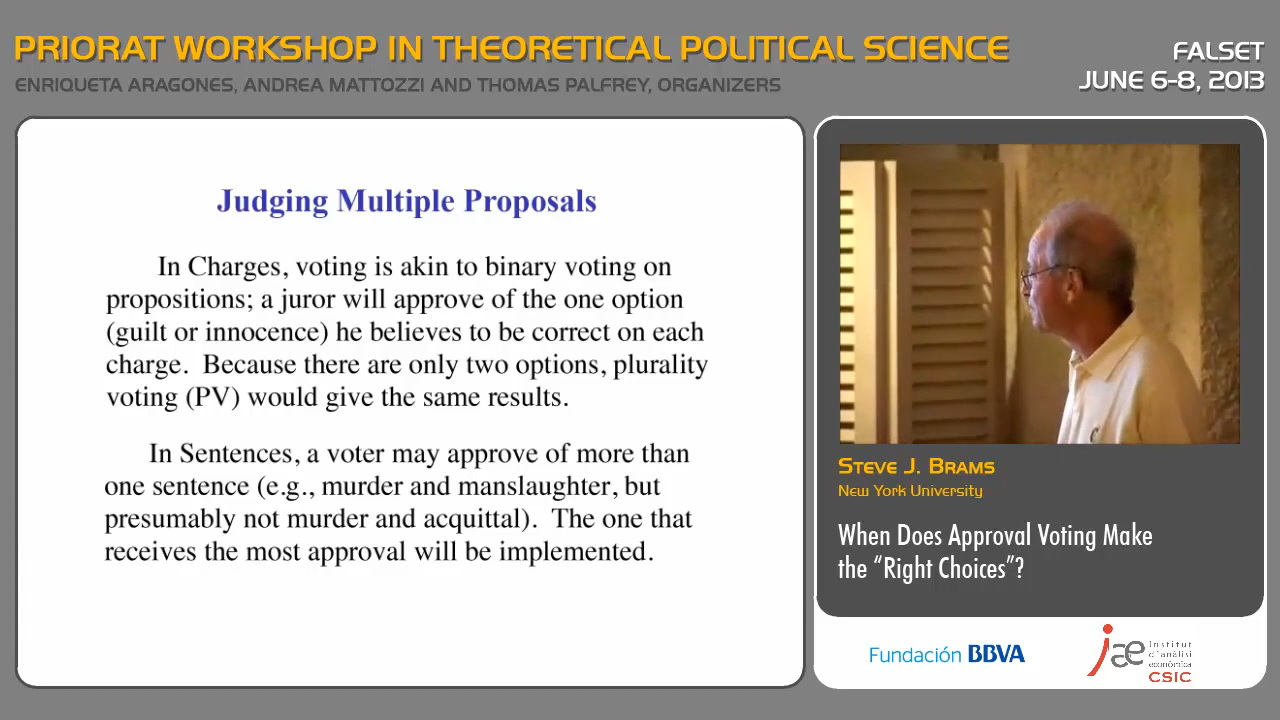 PRIORAT WORKSHOP IN THEORETICAL POLITICAL SCIENCE
ENRIQUETA ARAGONES, ANDREA MATTOZZI AND THOMAS PALFREY, ORGANIZERS
FALSET
JUNE 6-8, 2013
Judging Multiple Proposals
In Charges, voting is akin to binary voting on
propositions; a juror will approve of the one option
(guilt or innocence) he believes to be correct on each
charge. Because there are only two options, plurality
voting (PV) would give the same results.
In Sentences, a voter may approve of more than
one sentence (e.g., murder and manslaughter, but
presumably not murder and acquittal). The one that
receives the most approval will be implemented.
STEVE J. BRAMS
New York University
When Does Approval Voting Make
the “Right Choices”?
Fundación BBVA
iae
Institut
d'anàlisi
econòmica
CSIC